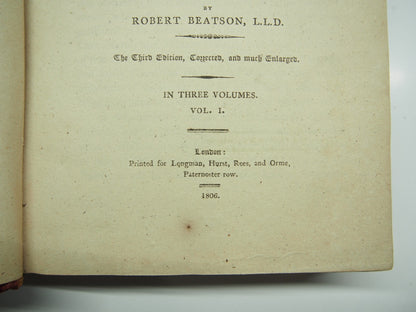 BY
ROBERT BEATSON, L.L.D.
The Third Edition, Corrected, and much Enlarged.
IN THREE VOLUMES.
VOL. I.
London:
Printed for Longman, Hurst, Rees, and Orme,
Paternoster row.
1806.